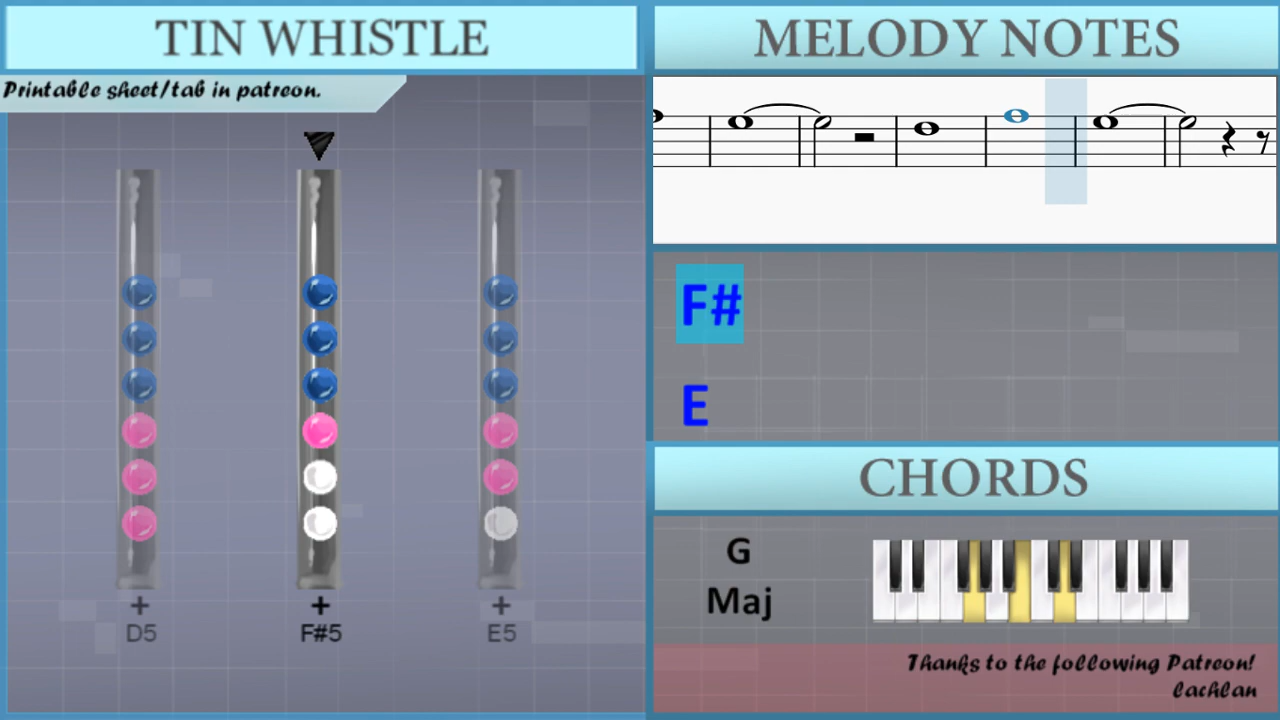 TIN WHISTLE
Printable sheet/tab in patreon.
+
D5
+
F#5
+
E5
MELODY NOTES
F#
E
CHORDS
G
Maj
Thanks to the following Patreon!
lachlan